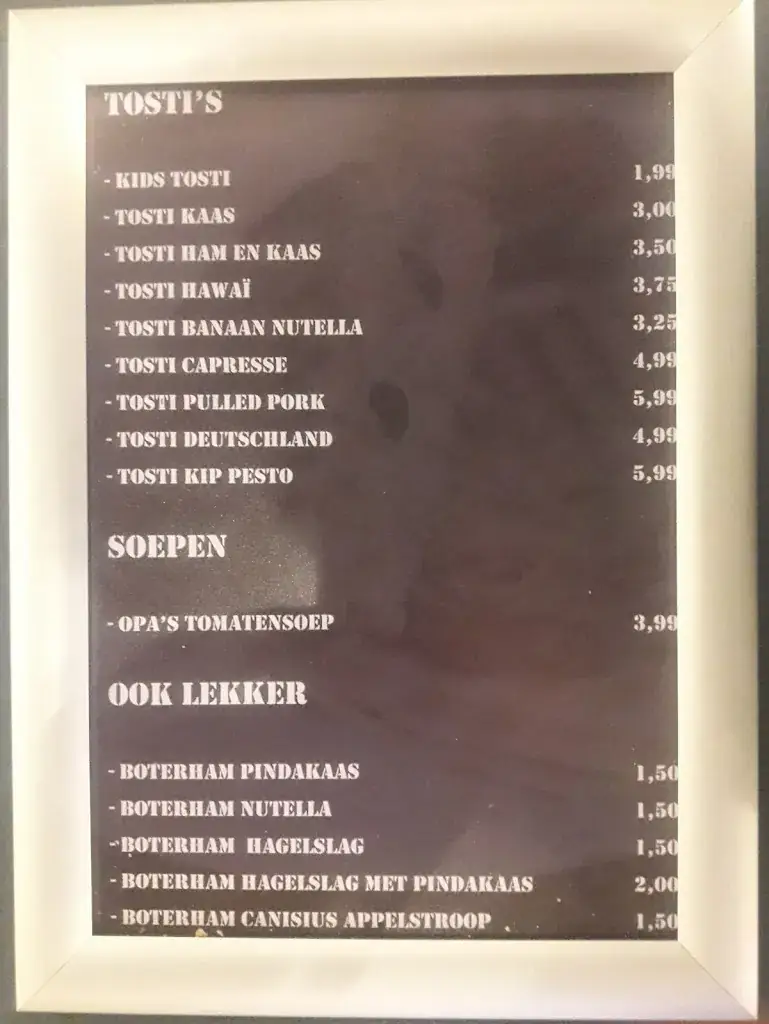 TOSTI'S
- KIDS TOSTI 1,99
- TOSTI KAAS 3,00
- TOSTI HAM EN KAAS 3,50
- TOSTI HAWAÏ 3,75
- TOSTI BANAAN NUTELLA 3,25
- TOSTI CAPRESSE 4,99
- TOSTI PULLED PORK 5,99
- TOSTI DEUTSCHLAND 4,99
- TOSTI KIP PESTO 5,99
SOEPEN
- OPA'S TOMATENSOEP 3,99
OOK LEKKER
- BOTERHAM PINDAKAAS 1,50
- BOTERHAM NUTELLA 1,50
- BOTERHAM HAGELSLAG 1,50
- BOTERHAM HAGELSLAG MET PINDAKAAS 2,00
- BOTERHAM CANISIUS APPELSTROOP 1,50